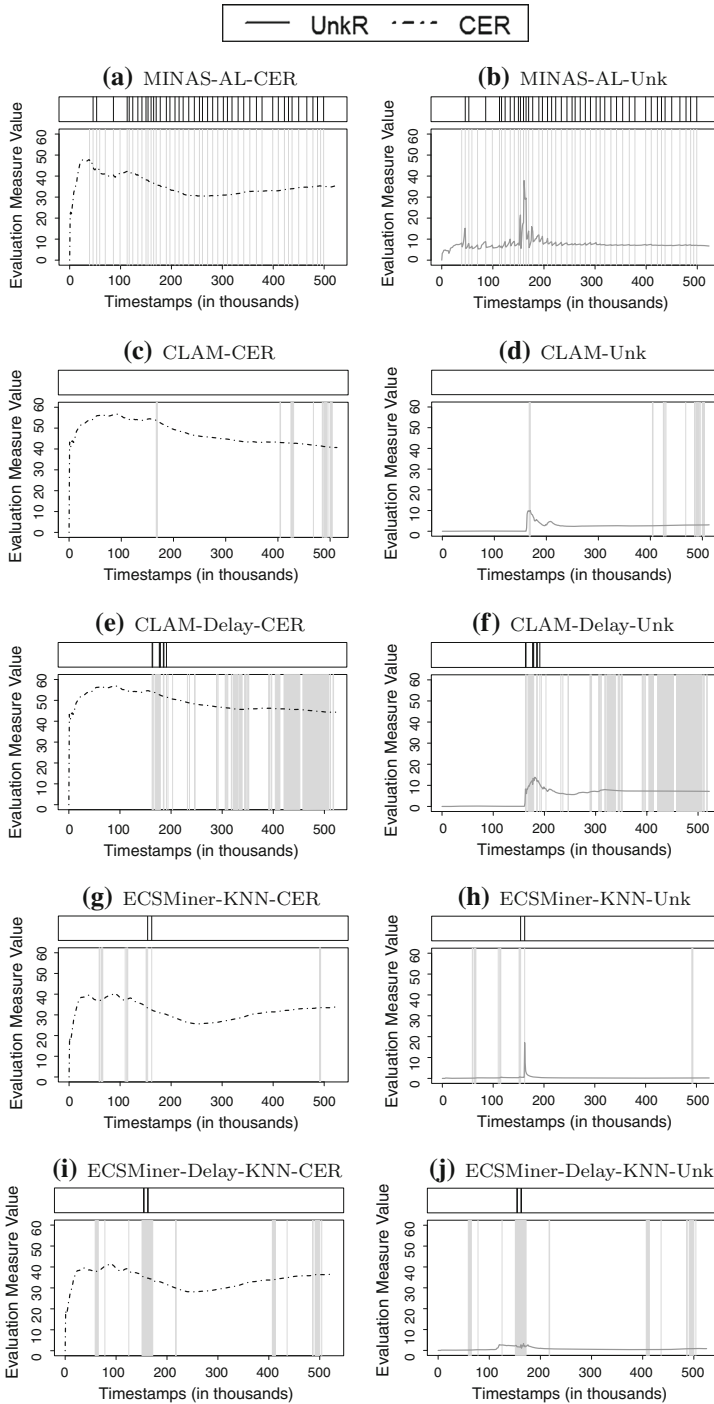 UnkR CER
(a) MINAS-AL-CER
(b) MINAS-AL-Unk
Evaluation Measure Value
0 10 20 30 40 50 60
0 100 200 300 400 500
Timestamps (in thousands)
Evaluation Measure Value
0 10 20 30 40 50 60
0 100 200 300 400 500
Timestamps (in thousands)
(c) CLAM-CER
(d) CLAM-Unk
Evaluation Measure Value
0 10 20 30 40 50 60
0 100 200 300 400 500
Timestamps (in thousands)
Evaluation Measure Value
0 10 20 30 40 50 60
0 100 200 300 400 500
Timestamps (in thousands)
(e) CLAM-Delay-CER
(f) CLAM-Delay-Unk
Evaluation Measure Value
0 10 20 30 40 50 60
0 100 200 300 400 500
Timestamps (in thousands)
Evaluation Measure Value
0 10 20 30 40 50 60
0 100 200 300 400 500
Timestamps (in thousands)
(g) ECSMiner-KNN-CER
(h) ECSMiner-KNN-Unk
Evaluation Measure Value
0 10 20 30 40 50 60
0 100 200 300 400 500
Timestamps (in thousands)
Evaluation Measure Value
0 10 20 30 40 50 60
0 100 200 300 400 500
Timestamps (in thousands)
(i) ECSMiner-Delay-KNN-CER
(j) ECSMiner-Delay-KNN-Unk
Evaluation Measure Value
0 10 20 30 40 50 60
0 100 200 300 400 500
Timestamps (in thousands)
Evaluation Measure Value
0 10 20 30 40 50 60
0 100 200 300 400 500
Timestamps (in thousands)